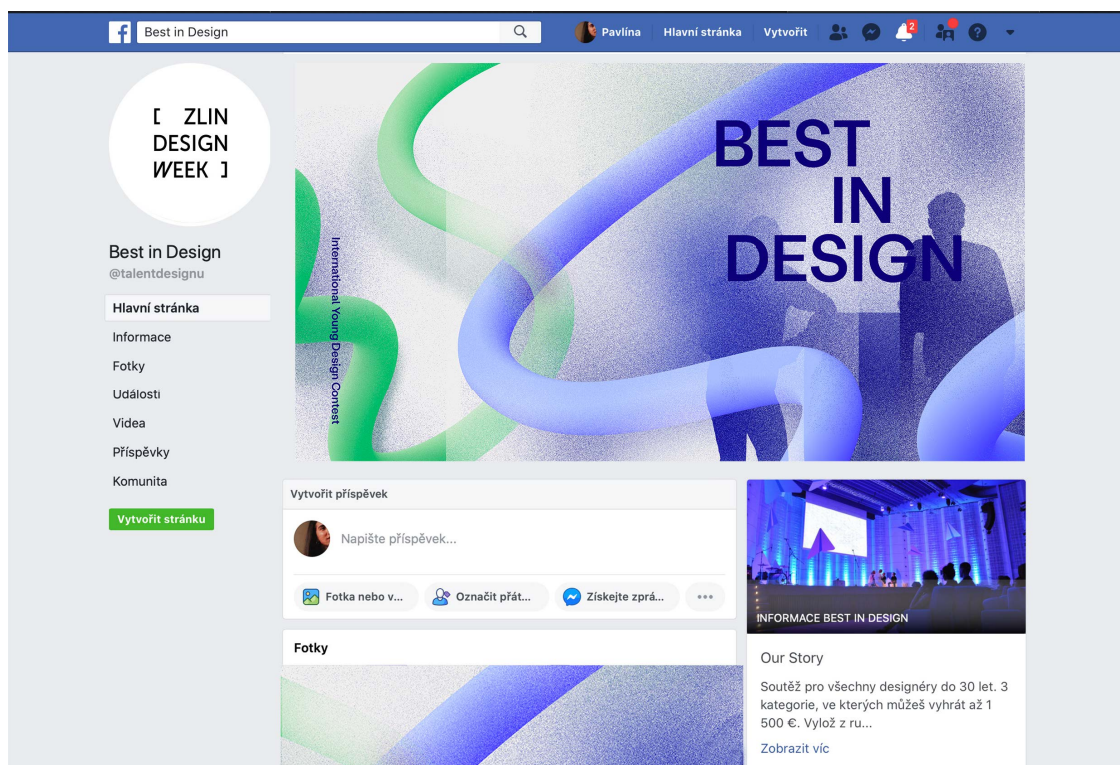 Best in Design
Pavlína
Hlavní stránka
Vytvořit
2
?
[ ZLIN
DESIGN
WEEK ]
Best in Design
@talentdesignu
Hlavní stránka
Informace
Fotky
Události
Videa
Příspěvky
Komunita
Vytvořit stránku
International Young Design Contest
BEST
IN
DESIGN
Vytvořit příspěvek
Napište příspěvek...
Fotka nebo v...
Označit přát...
Získejte zprá...
Fotky
INFORMACE BEST IN DESIGN
Our Story
Soutěž pro všechny designéry do 30 let. 3
kategorie, ve kterých můžeš vyhrát až 1
500 €. Vylož z ru...
Zobrazit víc